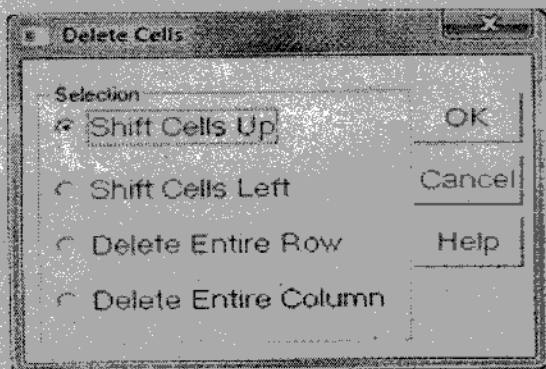 Delete Cells
Selection
Shift Cells Up
Shift Cells Left
Delete Entire Row
Delete Entire Column
OK
Cancel
Help